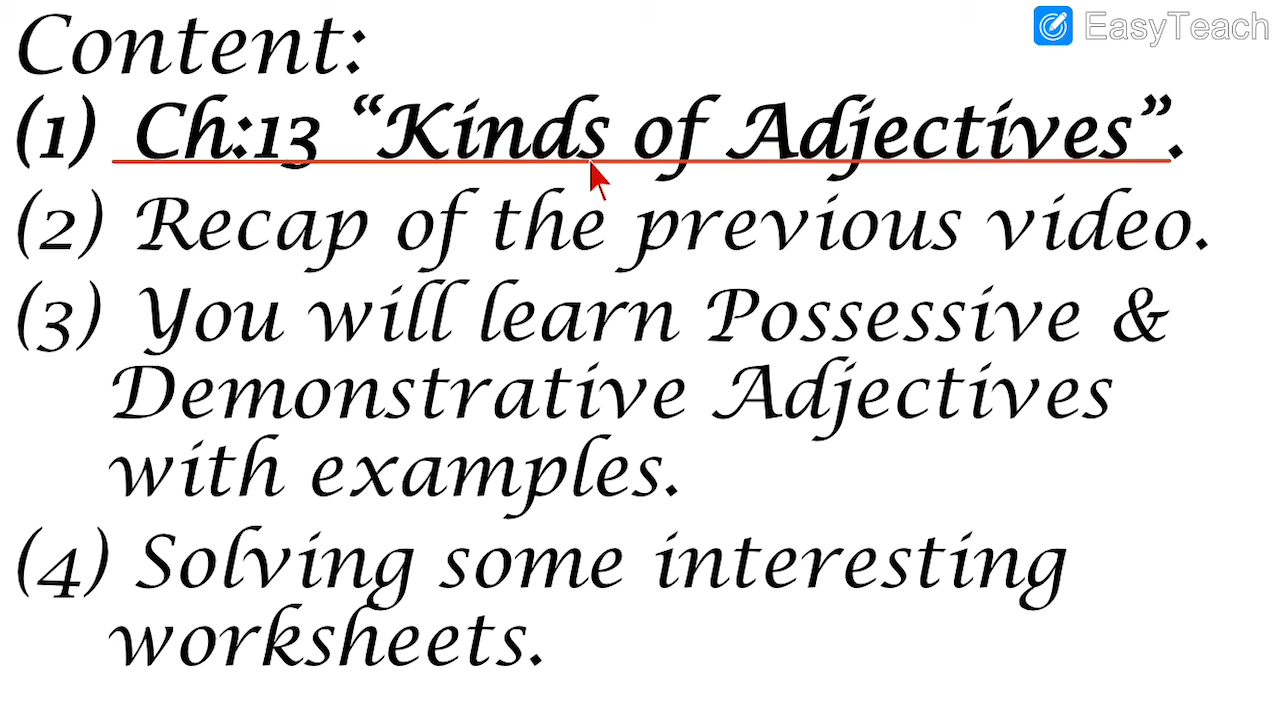 Content:
EasyTeach
(1) Ch:13 “Kinds of Adjectives”.
(2) Recap of the previous video.
(3) You will learn Possessive &
Demonstrative Adjectives
with examples.
(4) Solving some interesting
worksheets.